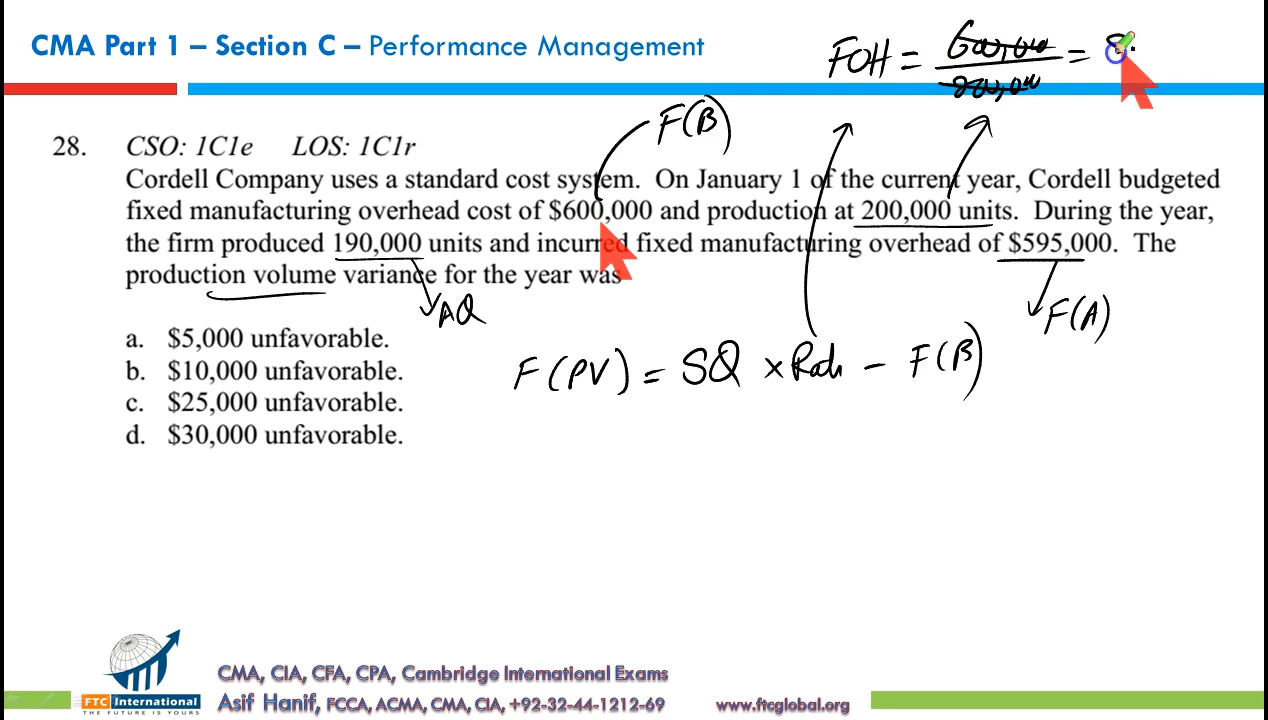 CMA Part 1 – Section C – Performance Management
FOH = 600,000 / 200,000 =
F(B)
28. CSO: 1C1e LOS: 1C1r
Cordell Company uses a standard cost system. On January 1 of the current year, Cordell budgeted
fixed manufacturing overhead cost of $600,000 and production at 200,000 units. During the year,
the firm produced 190,000 units and incurred fixed manufacturing overhead of $595,000. The
production volume variance for the year was
AQ
F(A)
a. $5,000 unfavorable.
b. $10,000 unfavorable.
c. $25,000 unfavorable.
d. $30,000 unfavorable.
F(PV) = SQ × Rate – F(B)
FTC International
THE FUTURE IS YOURS
CMA, CIA, CFA, CPA, Cambridge International Exams
Asif Hanif, FCCA, ACMA, CMA, CIA, +92-32-44-1212-69 www.ftcglobal.org